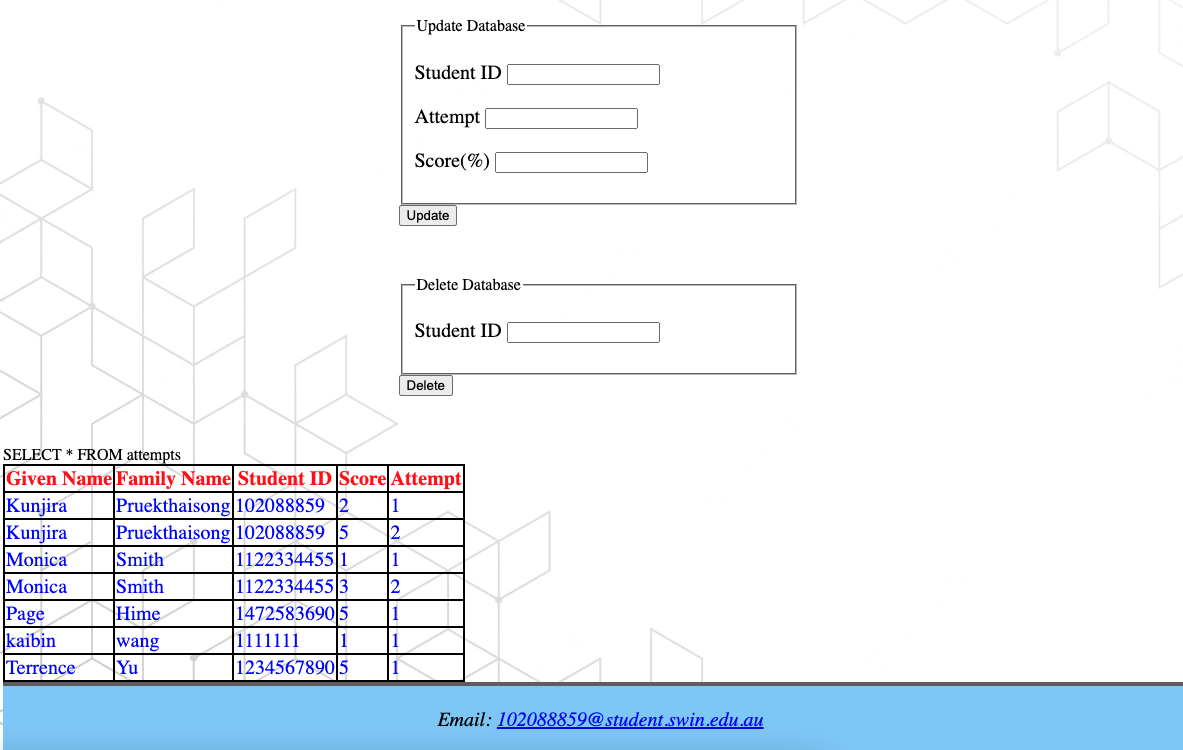 Update Database
Student ID
Attempt
Score(%)
Update
Delete Database
Student ID
Delete
SELECT * FROM attempts
Given Name Family Name Student ID Score Attempt
Kunjira Pruekthaisong 102088859 2 1
Kunjira Pruekthaisong 102088859 5 2
Monica Smith 1122334455 1 1
Monica Smith 1122334455 3 2
Page Hime 1472583690 5 1
kaibin wang 1111111 1 1
Terrence Yu 1234567890 5 1
Email: 102088859@student.swin.edu.au